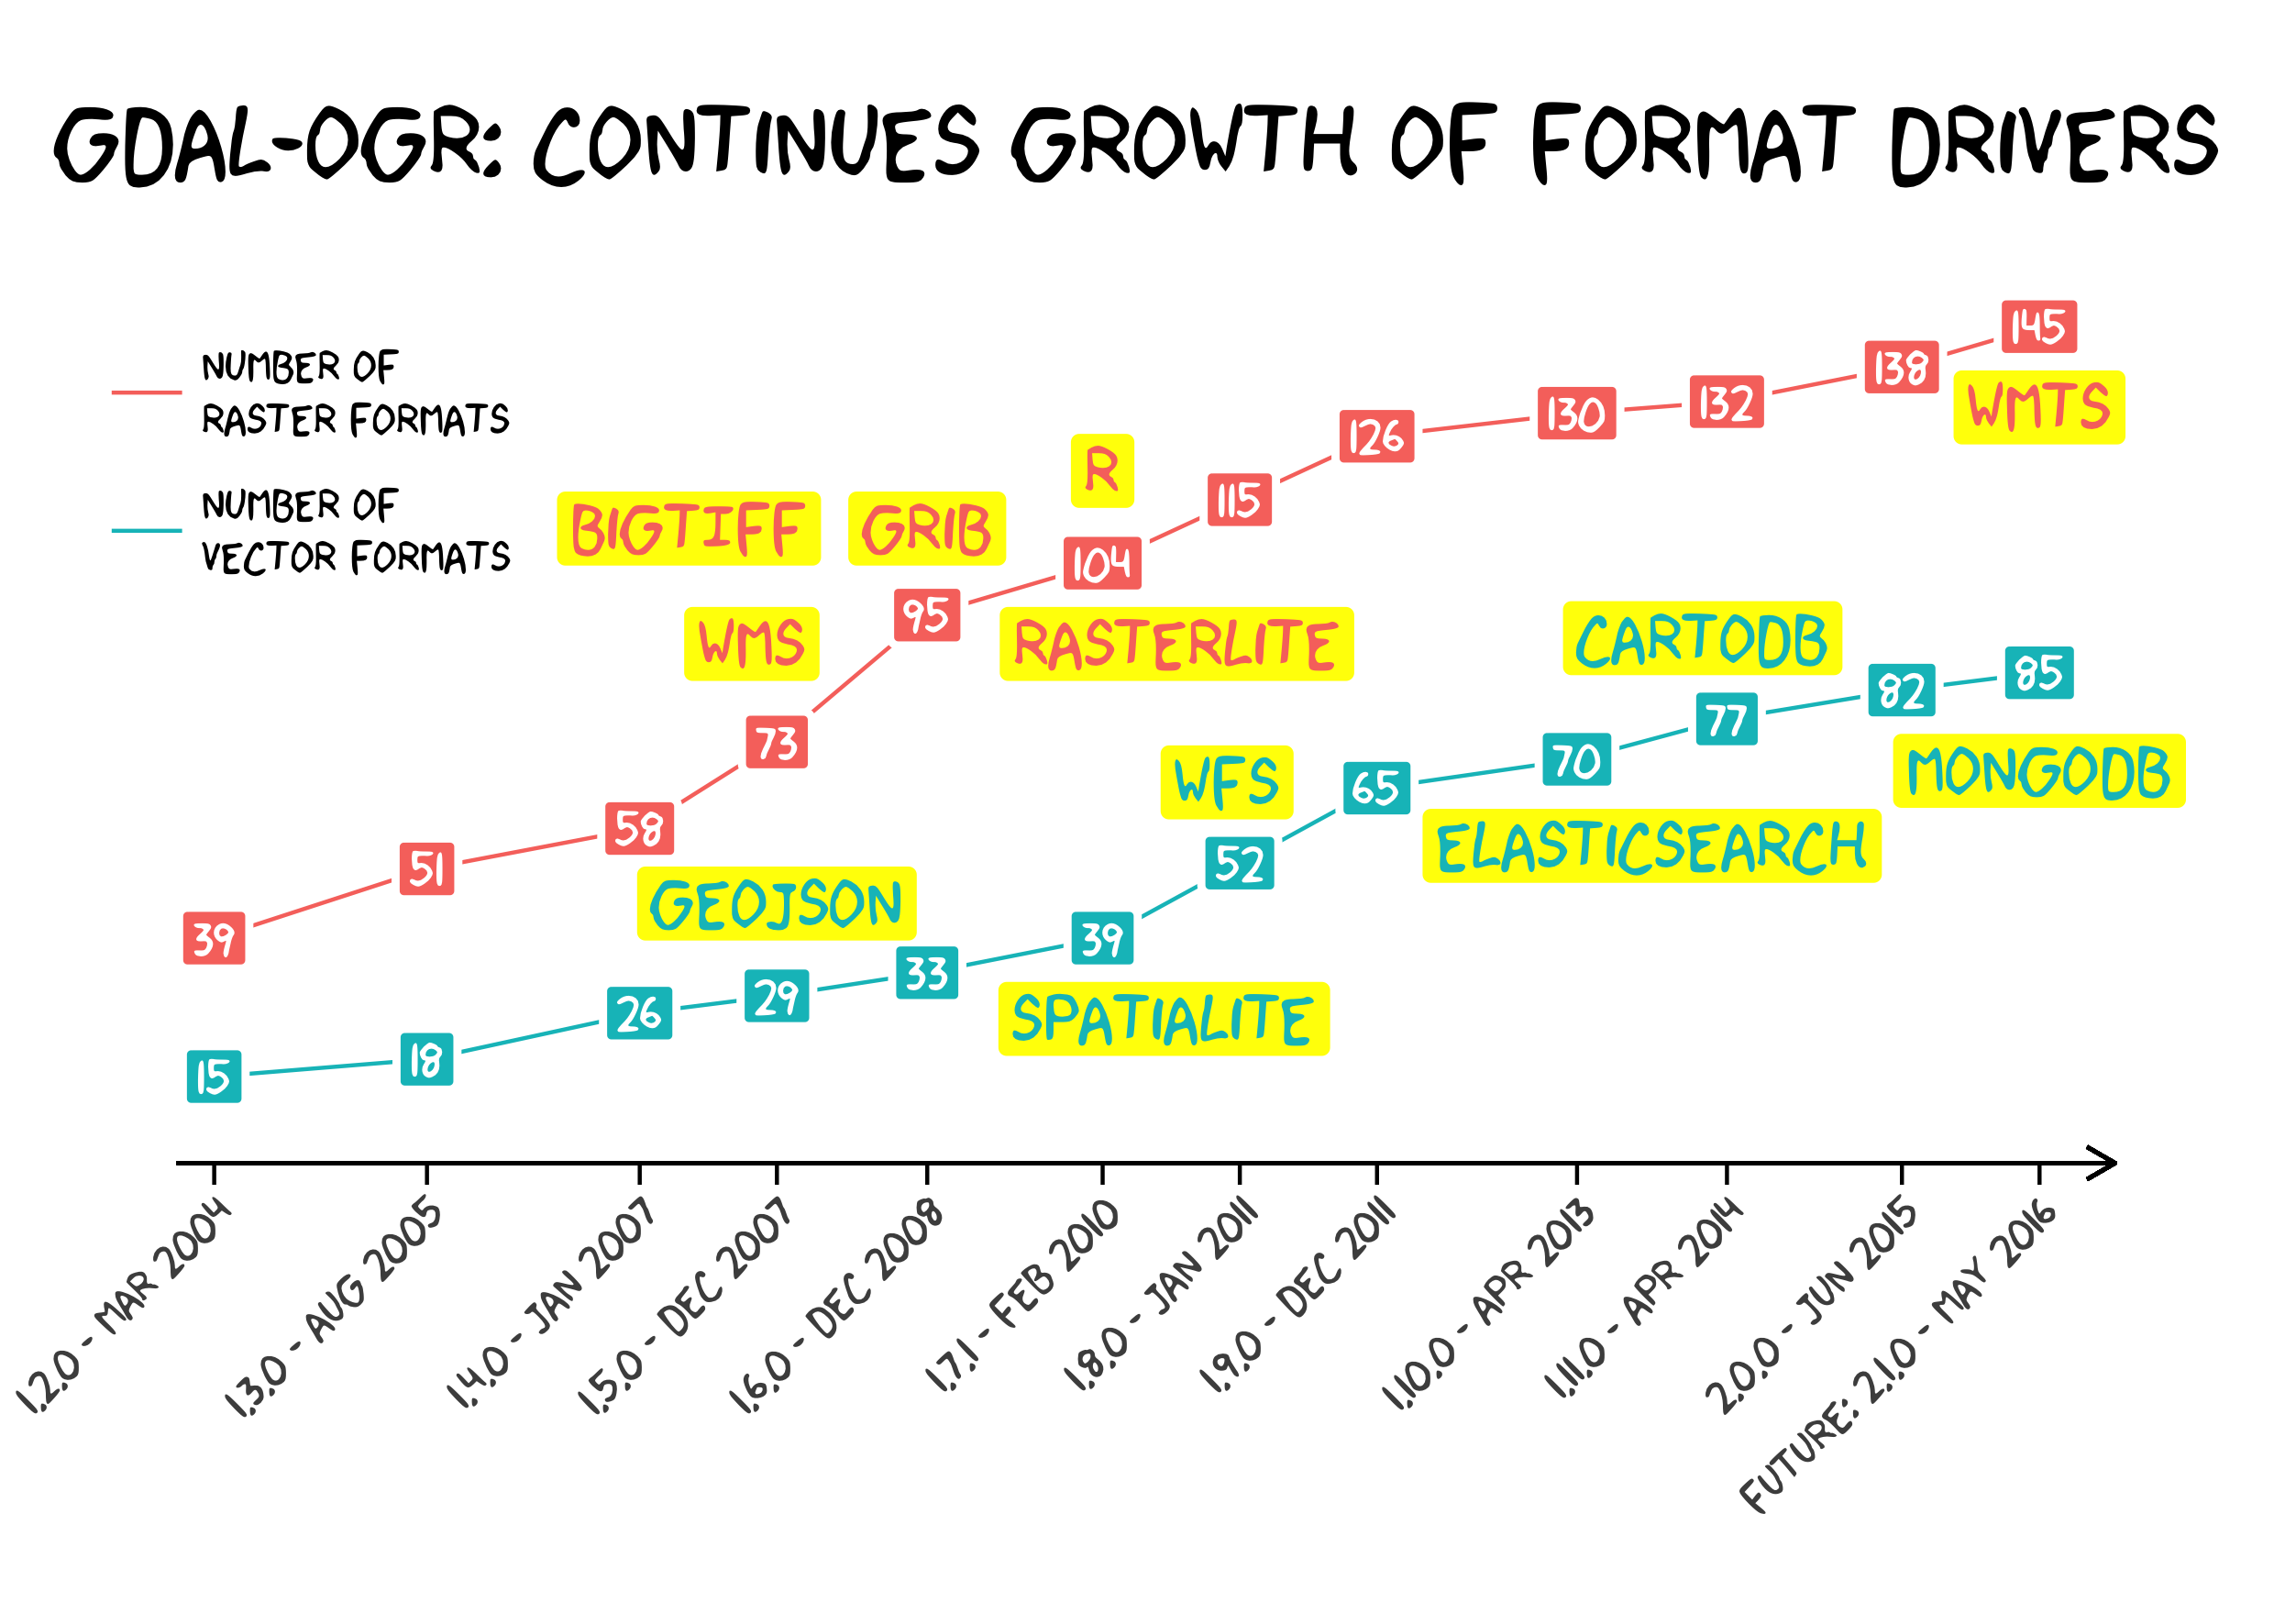 GDAL-OGR: CONTINUES GROWTH OF FORMAT DRIVERS
NUMBER OF
RASTER FORMATS
NUMBER OF
VECTOR FORMATS
145
138
WMTS
132
130
126
R
115
BIGTIFF
GRIB
104
95
WMS
RASTERLITE
CARTODB
85
82
77
73
WFS
70
MONGODB
65
58
ELASTICSEARCH
52
51
GEOJSON
39
39
33
29
26
SPATIALITE
18
15
1.2.0 - MAR 2004
1.3.0 - AUG 2005
1.4.0 - JAN 2007
1.5.0 - DEC 2007
1.6.0 - DEC 2008
1.7.1 - FEB 2010
1.8.0 - JAN 2011
1.9.0 - DEC 2011
1.10.0 - APR 2013
1.11.0 - APR 2014
2.0.0 - JUN 2015
FUTURE: 2.1.0 - MAY 2016